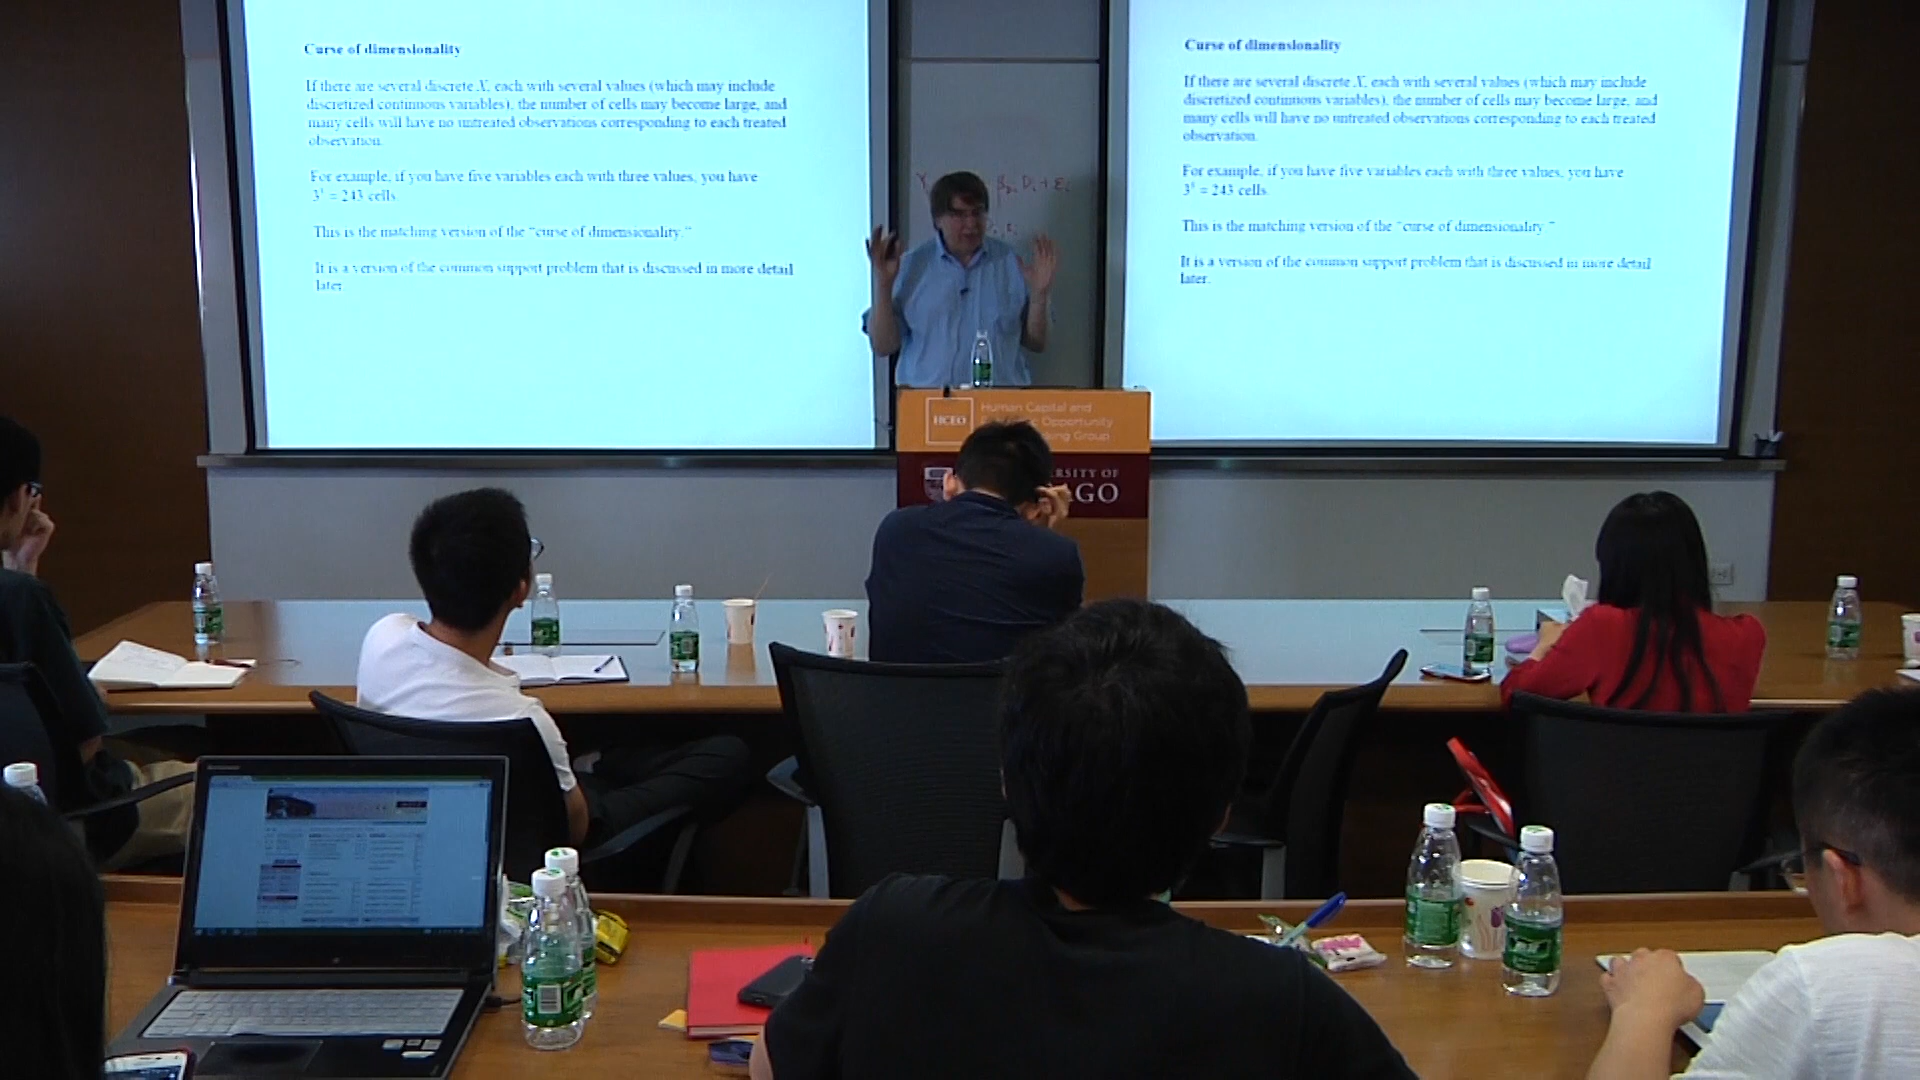 Curse of dimensionality
If there are several discrete X, each with several values (which may include
discretized continuous variables), the number of cells may become large, and
many cells will have no untreated observations corresponding to each treated
observation.
For example, if you have five variables each with three values, you have
3⁵ = 243 cells.
This is the matching version of the "curse of dimensionality."
It is a version of the common support problem that is discussed in more detail
later.
Curse of dimensionality
If there are several discrete X, each with several values (which may include
discretized continuous variables), the number of cells may become large, and
many cells will have no untreated observations corresponding to each treated
observation.
For example, if you have five variables each with three values, you have
3⁵ = 243 cells.
This is the matching version of the "curse of dimensionality."
It is a version of the common support problem that is discussed in more detail
later.
Dᵢ + εᵢ
HCEO
Human Capital and
Opportunity
Group